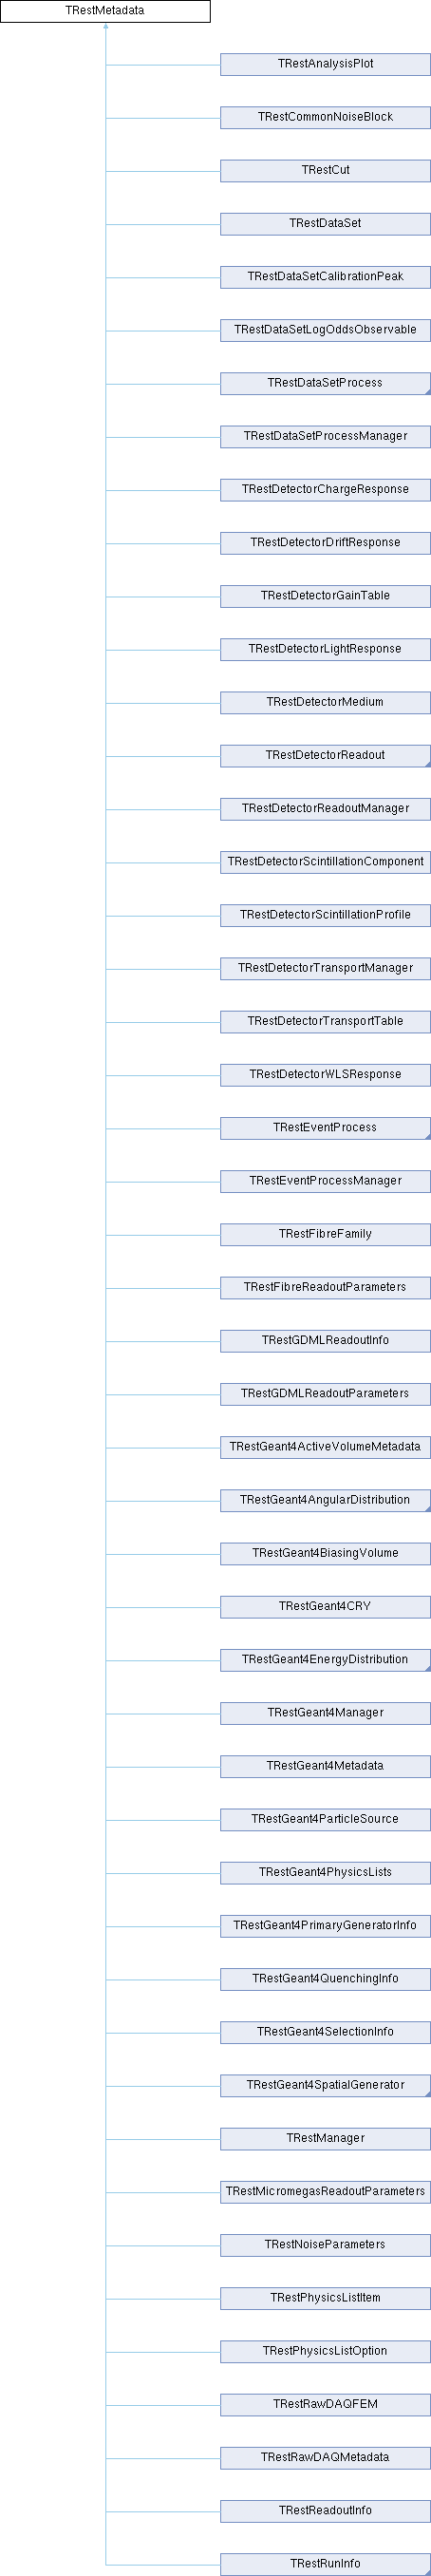 TRestMetadata
TRestAnalysisPlot
TRestCommonNoiseBlock
TRestCut
TRestDataSet
TRestDataSetCalibrationPeak
TRestDataSetLogOddsObservable
TRestDataSetProcess
TRestDataSetProcessManager
TRestDetectorChargeResponse
TRestDetectorDriftResponse
TRestDetectorGainTable
TRestDetectorLightResponse
TRestDetectorMedium
TRestDetectorReadout
TRestDetectorReadoutManager
TRestDetectorScintillationComponent
TRestDetectorScintillationProfile
TRestDetectorTransportManager
TRestDetectorTransportTable
TRestDetectorWLSResponse
TRestEventProcess
TRestEventProcessManager
TRestFibreFamily
TRestFibreReadoutParameters
TRestGDMLReadoutInfo
TRestGDMLReadoutParameters
TRestGeant4ActiveVolumeMetadata
TRestGeant4AngularDistribution
TRestGeant4BiasingVolume
TRestGeant4CRY
TRestGeant4EnergyDistribution
TRestGeant4Manager
TRestGeant4Metadata
TRestGeant4ParticleSource
TRestGeant4PhysicsLists
TRestGeant4PrimaryGeneratorInfo
TRestGeant4QuenchingInfo
TRestGeant4SelectionInfo
TRestGeant4SpatialGenerator
TRestManager
TRestMicromegasReadoutParameters
TRestNoiseParameters
TRestPhysicsListItem
TRestPhysicsListOption
TRestRawDAQFEM
TRestRawDAQMetadata
TRestReadoutInfo
TRestRunInfo